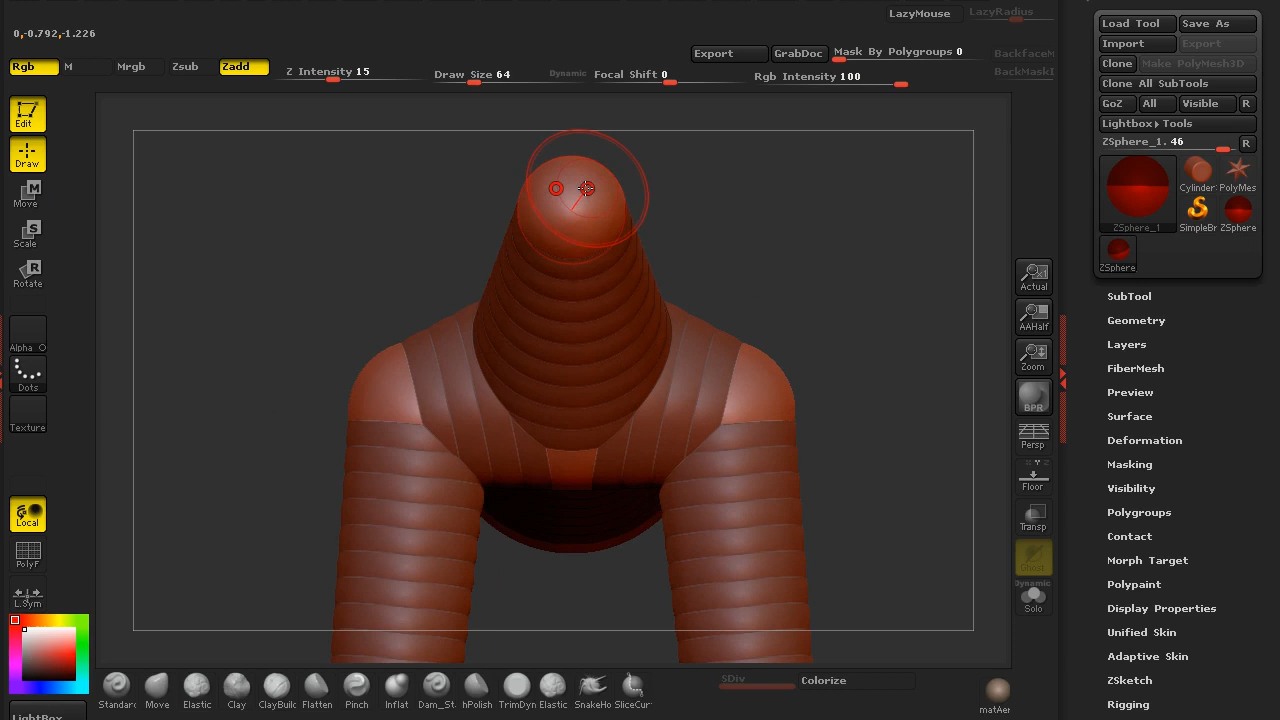 LazyMouse LazyRadius
0,-0.792,-1.226
Export GrabDoc Mask By Polygroups 0 BackfaceM
Rgb M Mrgb Zsub Zadd Z Intensity 15 Draw Size 64 Dynamic Focal Shift 0 Rgb Intensity 100 BackMaskI
Edit
Draw
Move
Scale
Rotate
Alpha O
Dots
Texture
Local
PolyF
L.Sym
LightBox
Actual
AAHalf
Zoom
BPR
Persp
Floor
Transp
Ghost
Dynamic
Solo
Standard
Move
Elastic
Clay
ClayBuilc
Flatten
Pinch
Inflat
Dam_St
hPolish
TrimDyn
Elastic
SnakeHo
SliceCur
SDiv Colorize
matAer
Load Tool Save As
Import Export
Clone Make PolyMesh3D
Clone All SubTools
GoZ All Visible R
Lightbox▸Tools
ZSphere_1. 46 R
ZSphere_1
Cylinder: PolyMes
SimpleBr ZSphere
ZSphere
SubTool
Geometry
Layers
FiberMesh
Preview
Surface
Deformation
Masking
Visibility
Polygroups
Contact
Morph Target
Polypaint
Display Properties
Unified Skin
Adaptive Skin
ZSketch
Rigging